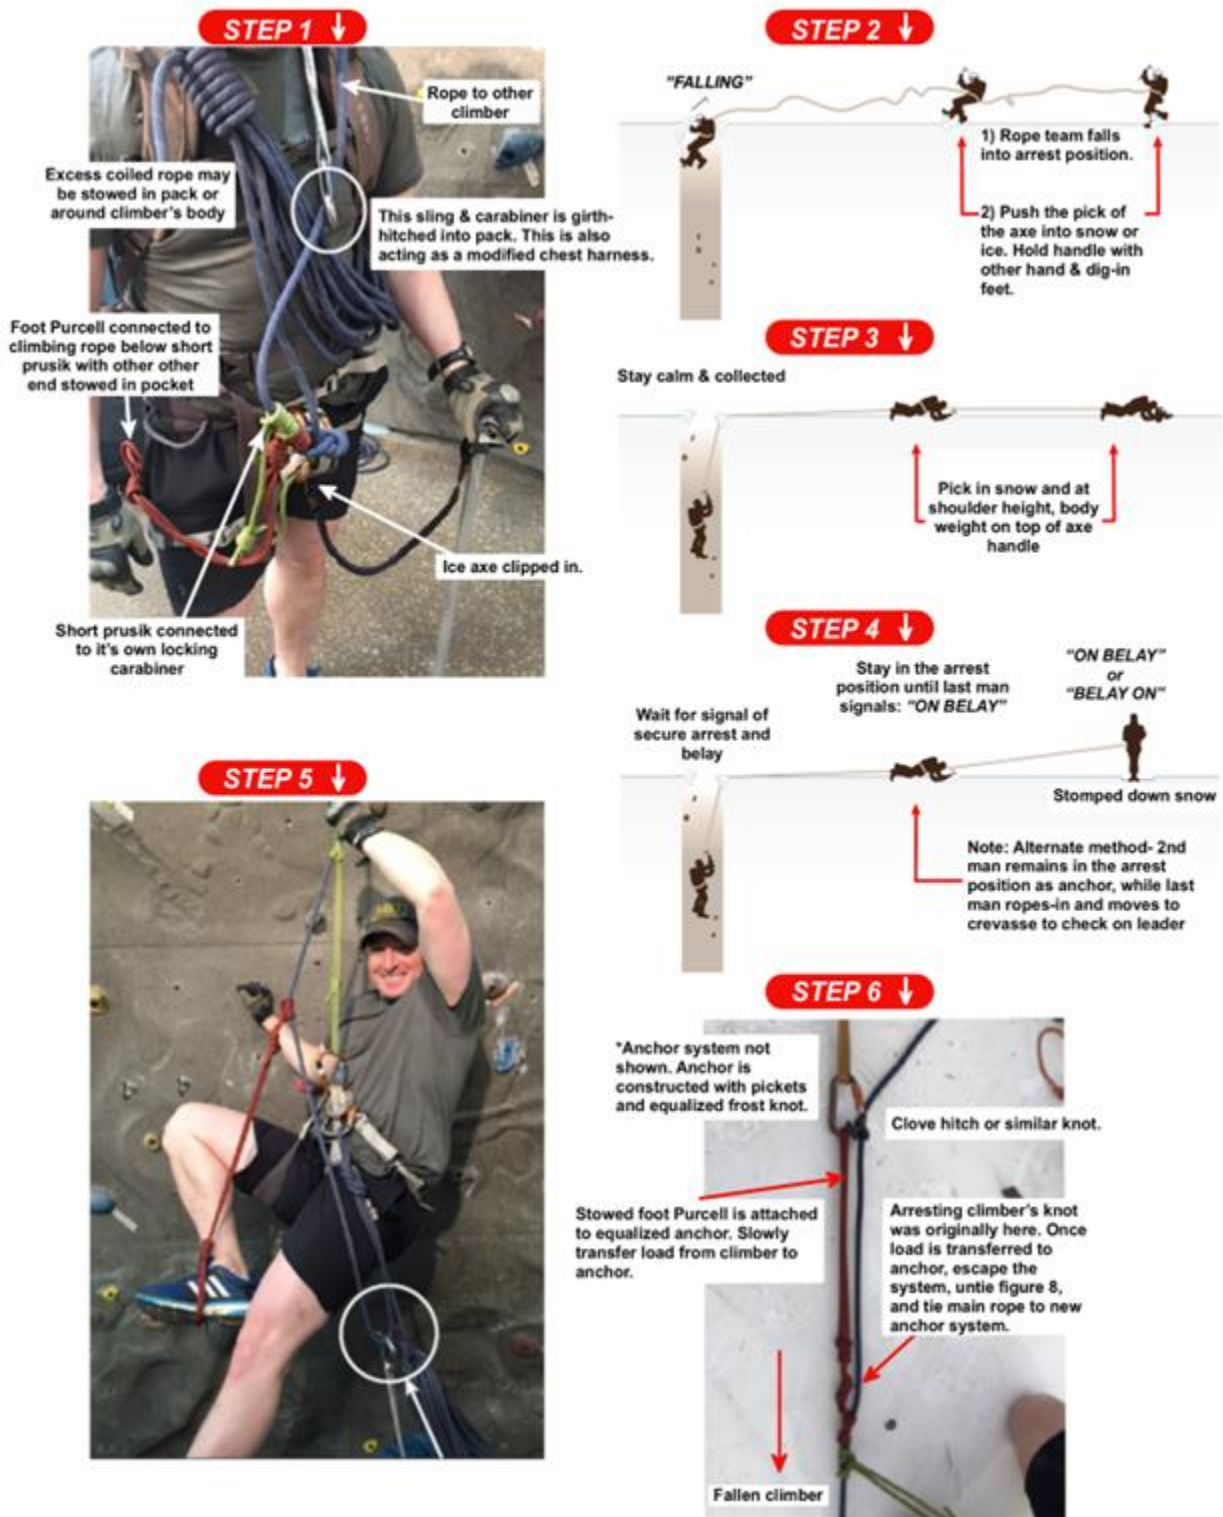 STEP 1
Rope to other
climber
Excess coiled rope may
be stowed in pack or
around climber's body
This sling & carabiner is girth-
hitched into pack. This is also
acting as a modified chest harness.
Foot Purcell connected to
climbing rope below short
prusik with other other
end stowed in pocket
Ice axe clipped in.
Short prusik connected
to it's own locking
carabiner
STEP 2
"FALLING"
1) Rope team falls
into arrest position.
2) Push the pick of
the axe into snow or
ice. Hold handle with
other hand & dig-in
feet.
STEP 3
Stay calm & collected
Pick in snow and at
shoulder height, body
weight on top of axe
handle
STEP 4
Wait for signal of
secure arrest and
belay
Stay in the arrest
position until last man
signals: "ON BELAY"
"ON BELAY"
or
"BELAY ON"
Stomped down snow
Note: Alternate method- 2nd
man remains in the arrest
position as anchor, while last
man ropes-in and moves to
crevasse to check on leader
STEP 5
STEP 6
*Anchor system not
shown. Anchor is
constructed with pickets
and equalized frost knot.
Clove hitch or similar knot.
Stowed foot Purcell is attached
to equalized anchor. Slowly
transfer load from climber to
anchor.
Arresting climber's knot
was originally here. Once
load is transferred to
anchor, escape the
system, untie figure 8,
and tie main rope to new
anchor system.
Fallen climber